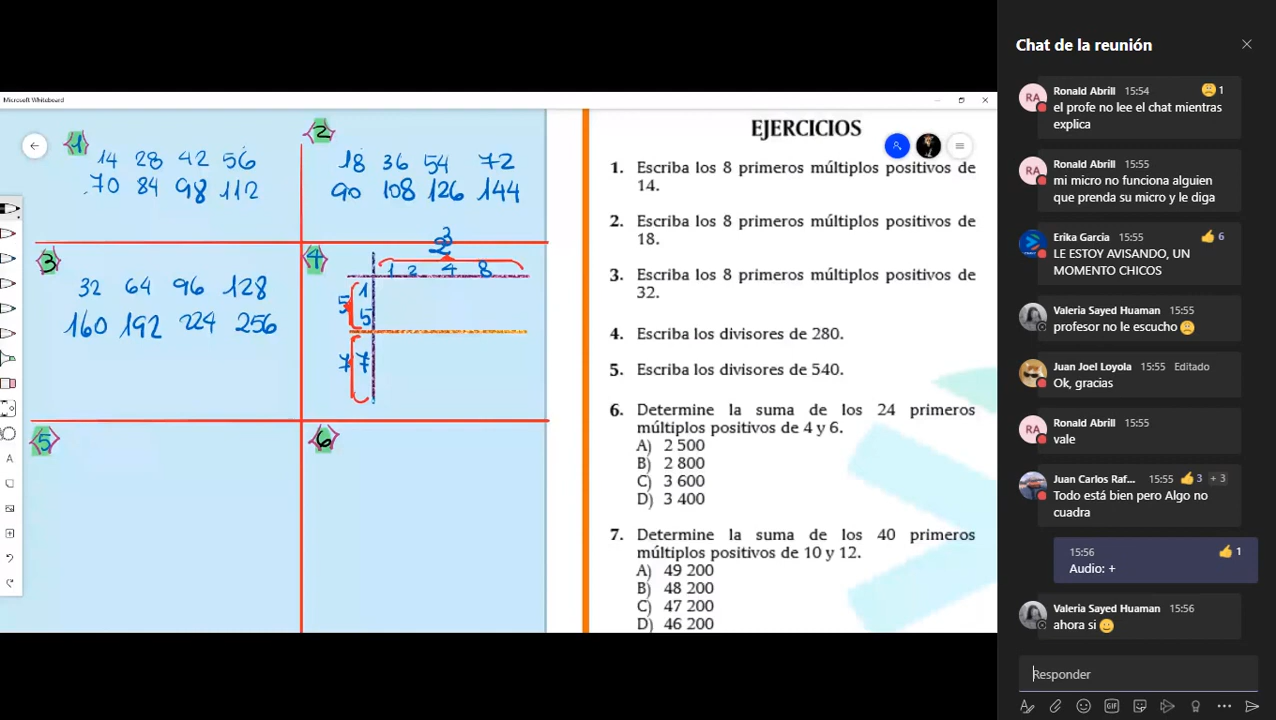 Microsoft Whiteboard
1
14 28 42 56
70 84 98 112
2
18 36 54 72
90 108 126 144
3
32 64 96 128
160 192 224 256
4
2³
1 2 4 8
5 1
5
7 7
5
6
A
EJERCICIOS
1. Escriba los 8 primeros múltiplos positivos de
14.
2. Escriba los 8 primeros múltiplos positivos de
18.
3. Escriba los 8 primeros múltiplos positivos de
32.
4. Escriba los divisores de 280.
5. Escriba los divisores de 540.
6. Determine la suma de los 24 primeros
múltiplos positivos de 4 y 6.
A) 2 500
B) 2 800
C) 3 600
D) 3 400
7. Determine la suma de los 40 primeros
múltiplos positivos de 10 y 12.
A) 49 200
B) 48 200
C) 47 200
D) 46 200
Chat de la reunión
RA Ronald Abrill 15:54 1
el profe no lee el chat mientras
explica
RA Ronald Abrill 15:55
mi micro no funciona alguien
que prenda su micro y le diga
Erika Garcia 15:55 6
LE ESTOY AVISANDO, UN
MOMENTO CHICOS
Valeria Sayed Huaman 15:55
profesor no le escucho
Juan Joel Loyola 15:55 Editado
Ok, gracias
RA Ronald Abrill 15:55
vale
Juan Carlos Raf... 15:55 3 + 3
Todo está bien pero Algo no
cuadra
15:56 1
Audio: +
Valeria Sayed Huaman 15:56
ahora si
Responder
GIF